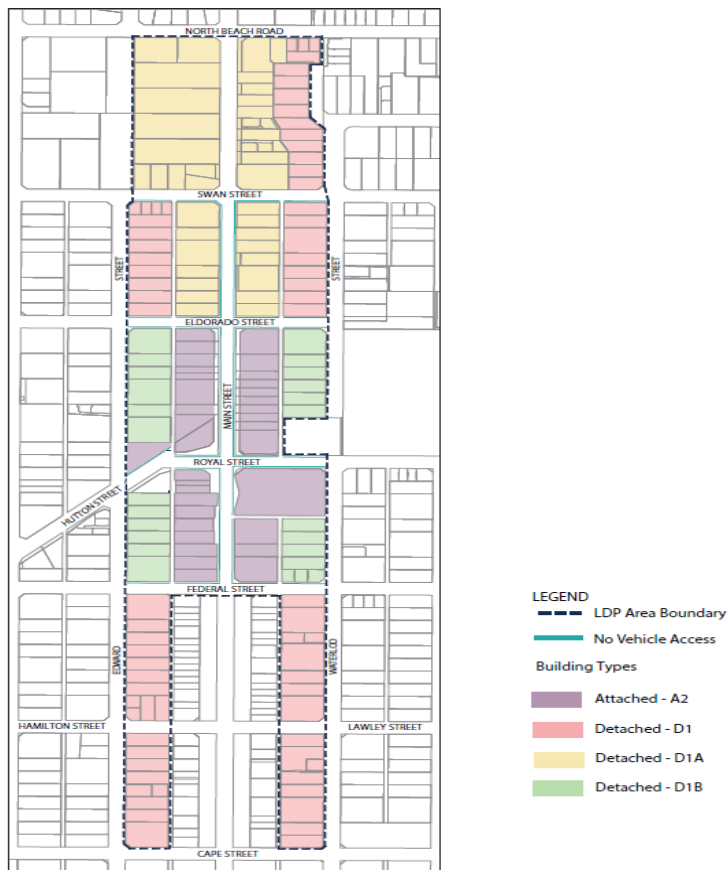 NORTH BEACH ROAD
SWAN STREET
STREET
STREET
ELDORADO STREET
MAIN STREET
ROYAL STREET
HUTTON STREET
FEDERAL STREET
EDWARD
WATERLOO
HAMILTON STREET
LAWLEY STREET
CAPE STREET
LEGEND
LDP Area Boundary
No Vehicle Access
Building Types
Attached - A2
Detached - D1
Detached - D1A
Detached - D1B